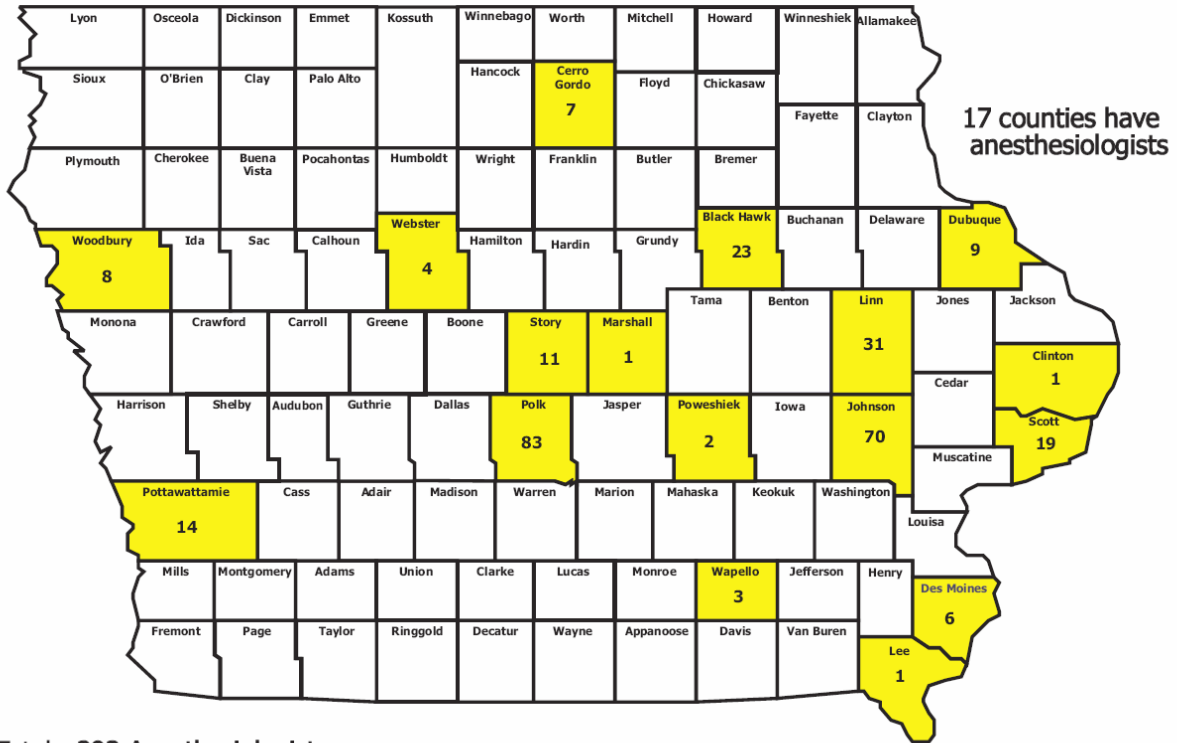 Lyon
Osceola
Dickinson
Emmet
Kossuth
Winnebago
Worth
Mitchell
Howard
Winneshiek
Allamakee
Sioux
O'Brien
Clay
Palo Alto
Hancock
Cerro
Gordo
7
Floyd
Chickasaw
Fayette
Clayton
17 counties have
anesthesiologists
Plymouth
Cherokee
Buena
Vista
Pocahontas
Humboldt
Wright
Franklin
Butler
Bremer
Woodbury
8
Ida
Sac
Calhoun
Webster
4
Hamilton
Hardin
Grundy
Black Hawk
23
Buchanan
Delaware
Dubuque
9
Monona
Crawford
Carroll
Greene
Boone
Story
11
Marshall
1
Tama
Benton
Linn
31
Jones
Jackson
Clinton
1
Cedar
Harrison
Shelby
Audubon
Guthrie
Dallas
Polk
83
Jasper
Poweshiek
2
Iowa
Johnson
70
Scott
19
Muscatine
Pottawattamie
14
Cass
Adair
Madison
Warren
Marion
Mahaska
Keokuk
Washington
Louisa
Mills
Montgomery
Adams
Union
Clarke
Lucas
Monroe
Wapello
3
Jefferson
Henry
Des Moines
6
Fremont
Page
Taylor
Ringgold
Decatur
Wayne
Appanoose
Davis
Van Buren
Lee
1